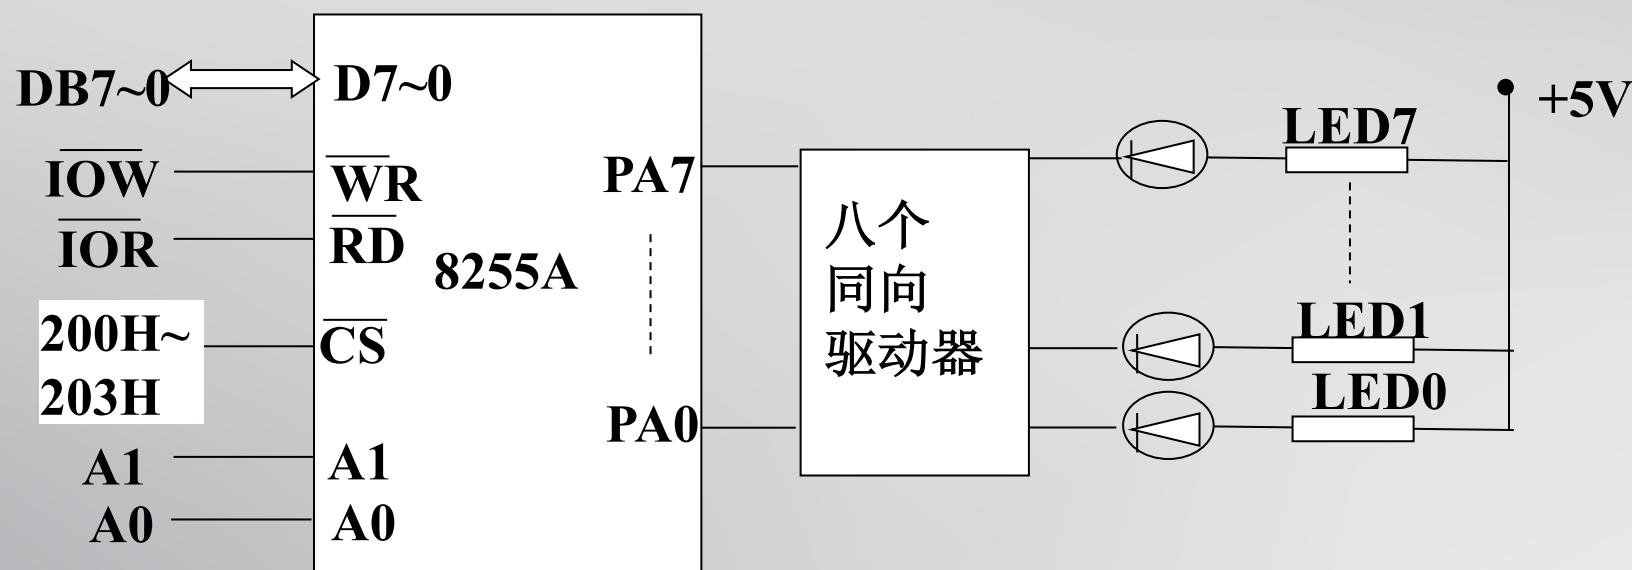 DB7~0
D7~0
IOW
WR
IOR
RD
200H~
203H
CS
A1
A1
A0
A0
8255A
PA7
PA0
八个
同向
驱动器
LED7
+5V
LED1
LED0